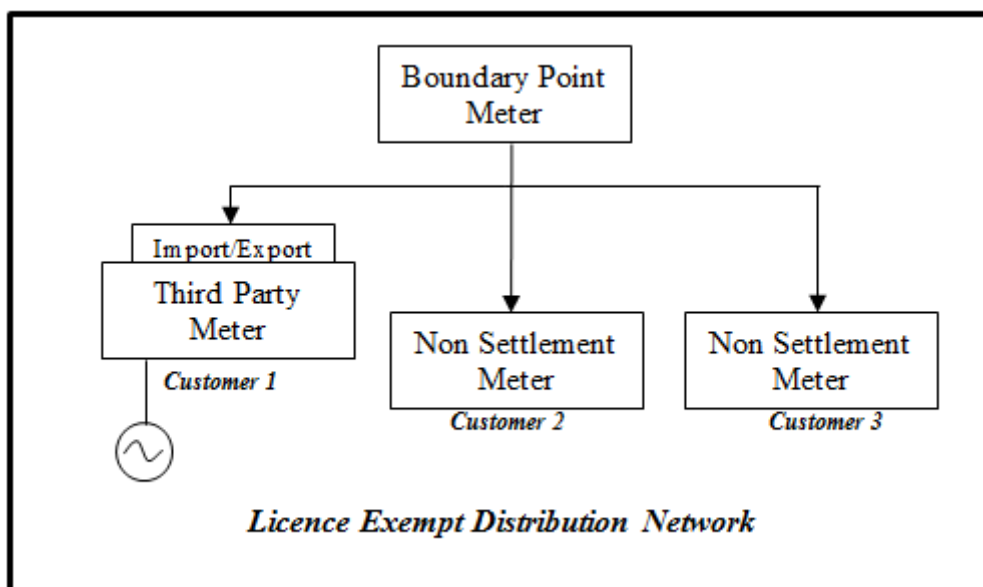 Boundary Point
Meter
Import/Export
Third Party
Meter
Customer 1
Non Settlement
Meter
Customer 2
Non Settlement
Meter
Customer 3
Licence Exempt Distribution Network